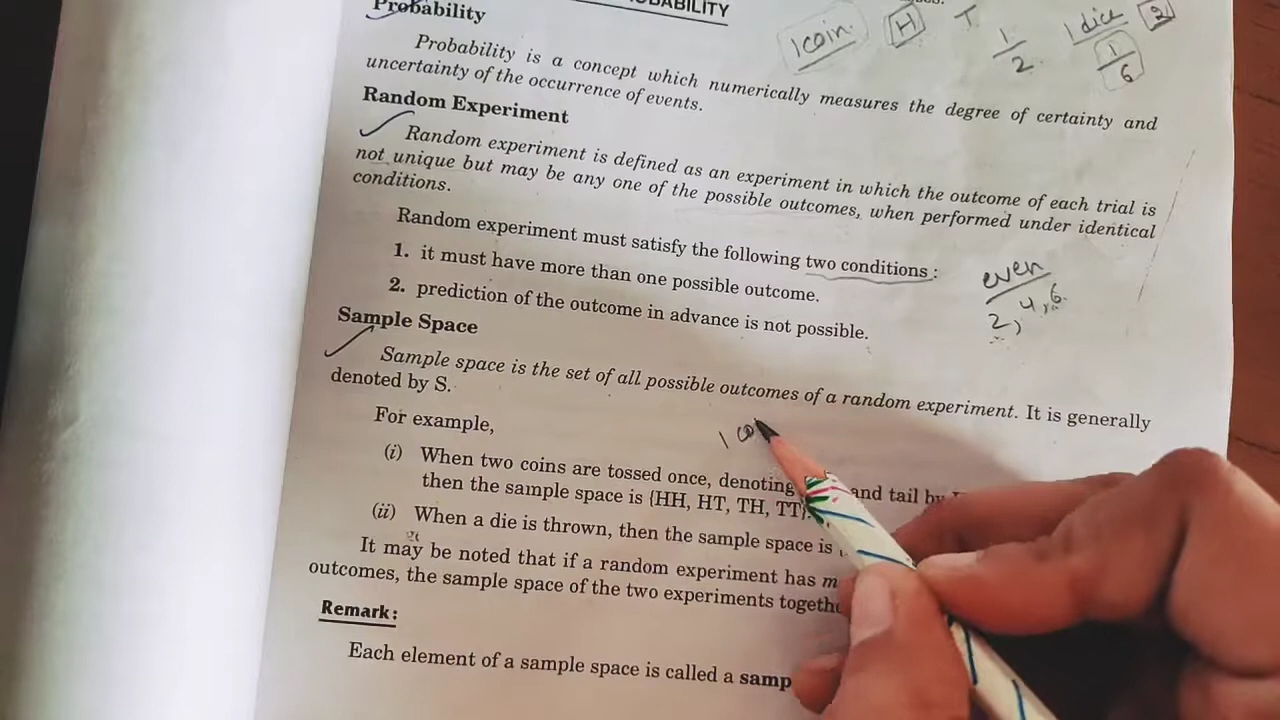 Probability
1 coin H T 1/2 1 dice 1/6 2
Probability is a concept which numerically measures the degree of certainty and
uncertainty of the occurrence of events.
Random Experiment
Random experiment is defined as an experiment in which the outcome of each trial is
not unique but may be any one of the possible outcomes, when performed under identical
conditions.
Random experiment must satisfy the following two conditions :
1. it must have more than one possible outcome.
2. prediction of the outcome in advance is not possible.
even
2, 4, 6
Sample Space
Sample space is the set of all possible outcomes of a random experiment. It is generally
denoted by S.
For example,
1 co
(i) When two coins are tossed once, denoting and tail by
then the sample space is {HH, HT, TH, TT}.
(ii) When a die is thrown, then the sample space is
It may be noted that if a random experiment has m
outcomes, the sample space of the two experiments
Remark:
Each element of a sample space is called a